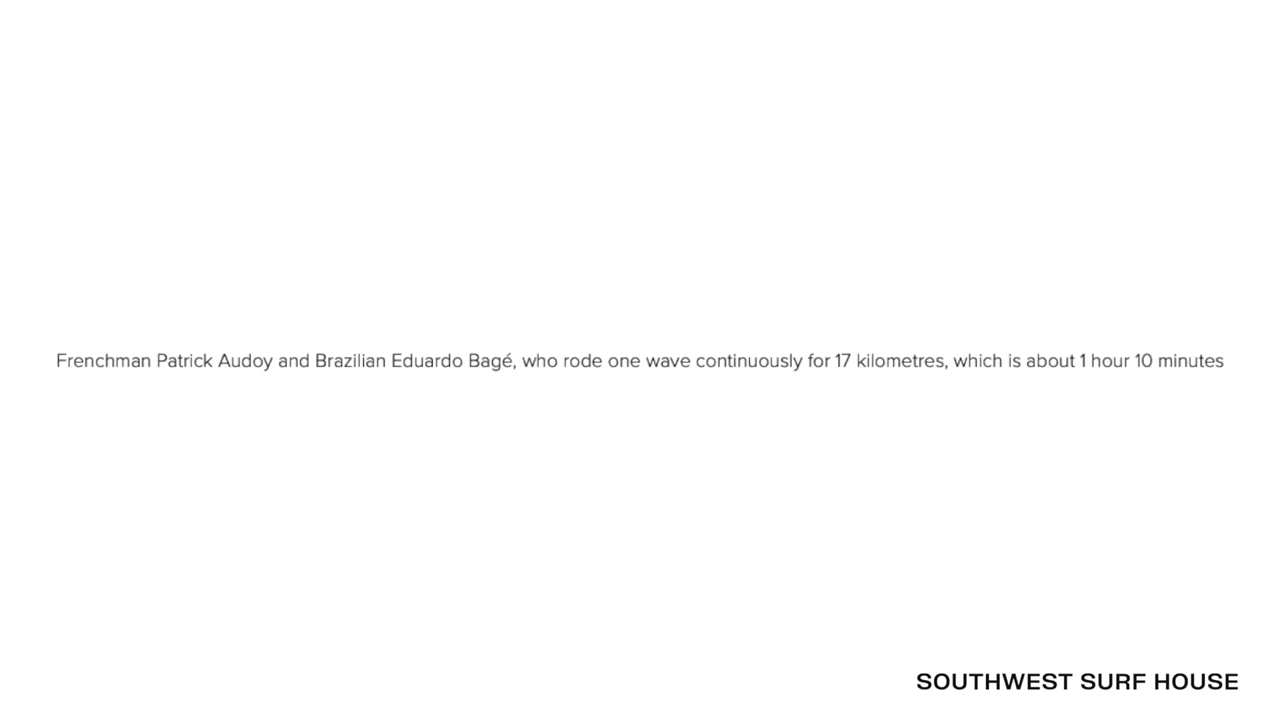 Frenchman Patrick Audoy and Brazilian Eduardo Bagé, who rode one wave continuously for 17 kilometres, which is about 1 hour 10 minutes
SOUTHWEST SURF HOUSE